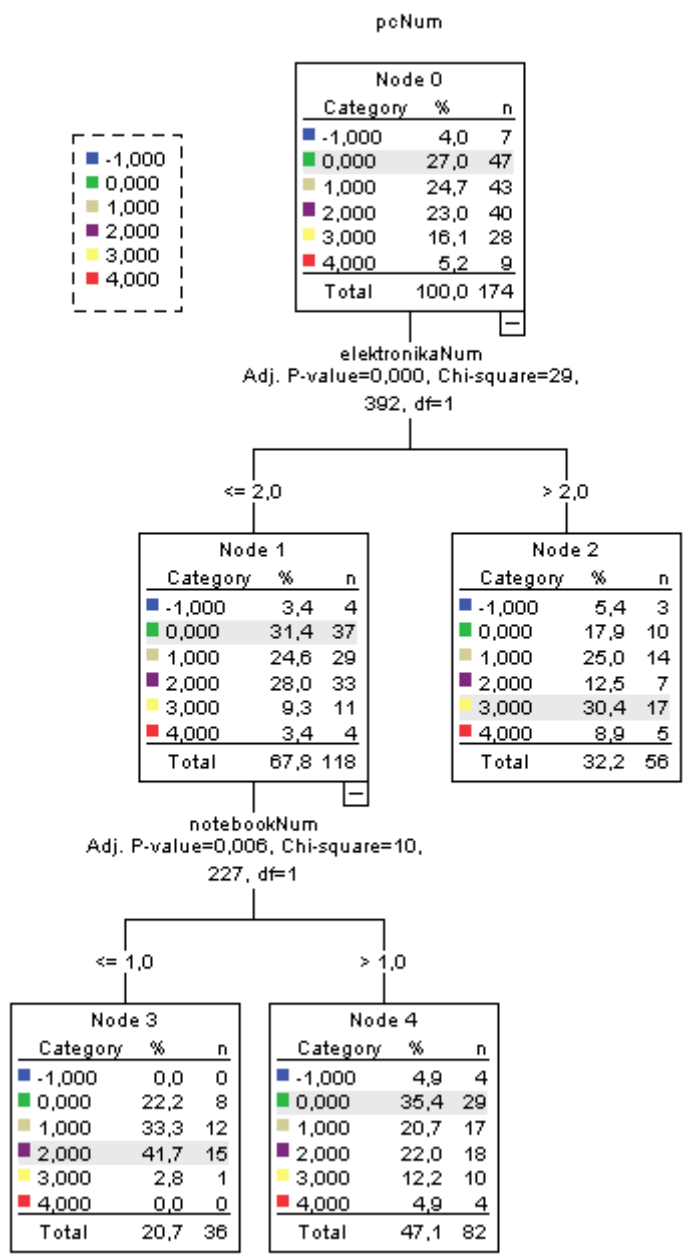 pcNum
Node 0
Category % n
-1,000 4,0 7
0,000 27,0 47
1,000 24,7 43
2,000 23,0 40
3,000 16,1 28
4,000 5,2 9
Total 100,0 174
-1,000
0,000
1,000
2,000
3,000
4,000
elektronikaNum
Adj. P-value=0,000, Chi-square=29,
392, df=1
<= 2,0
> 2,0
Node 1
Category % n
-1,000 3,4 4
0,000 31,4 37
1,000 24,6 29
2,000 28,0 33
3,000 9,3 11
4,000 3,4 4
Total 67,8 118
Node 2
Category % n
-1,000 5,4 3
0,000 17,9 10
1,000 25,0 14
2,000 12,5 7
3,000 30,4 17
4,000 8,9 5
Total 32,2 56
notebookNum
Adj. P-value=0,006, Chi-square=10,
227, df=1
<= 1,0
> 1,0
Node 3
Category % n
-1,000 0,0 0
0,000 22,2 8
1,000 33,3 12
2,000 41,7 15
3,000 2,8 1
4,000 0,0 0
Total 20,7 36
Node 4
Category % n
-1,000 4,9 4
0,000 35,4 29
1,000 20,7 17
2,000 22,0 18
3,000 12,2 10
4,000 4,9 4
Total 47,1 82